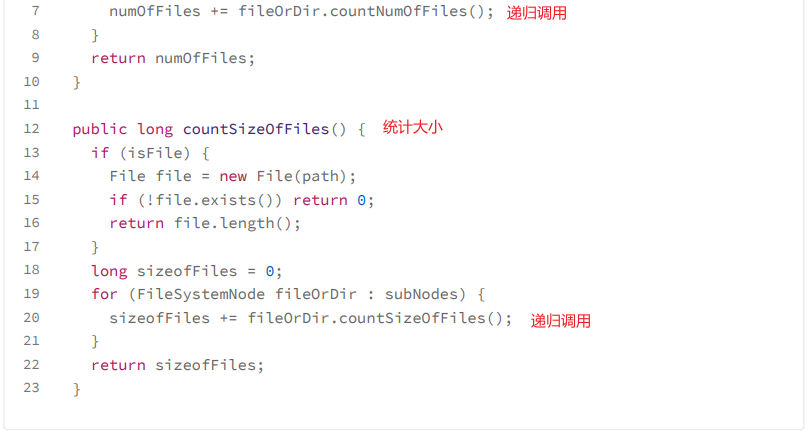 7 numOfFiles += fileOrDir.countNumOfFiles(); 递归调用
8 }
9 return numOfFiles;
10 }
11
12 public long countSizeOfFiles() { 统计大小
13 if (isFile) {
14 File file = new File(path);
15 if (!file.exists()) return 0;
16 return file.length();
17 }
18 long sizeofFiles = 0;
19 for (FileSystemNode fileOrDir : subNodes) {
20 sizeofFiles += fileOrDir.countSizeOfFiles(); 递归调用
21 }
22 return sizeofFiles;
23 }